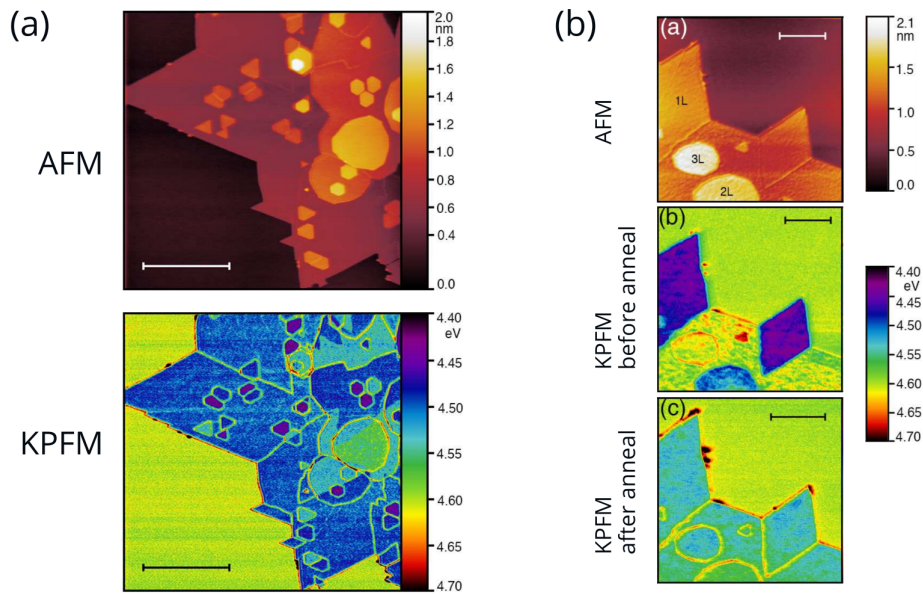 (a)
AFM
2.0
nm
1.8
1.6
1.4
1.2
1.0
0.8
0.6
0.4
0.0
KPFM
4.40
eV
4.45
4.50
4.55
4.60
4.65
4.70
(b)
AFM
(a)
1L
3L
2L
2.1
nm
1.5
1.0
0.5
0.0
KPFM
before anneal
(b)
4.40
eV
4.45
4.50
4.55
4.60
4.65
4.70
KPFM
after anneal
(c)